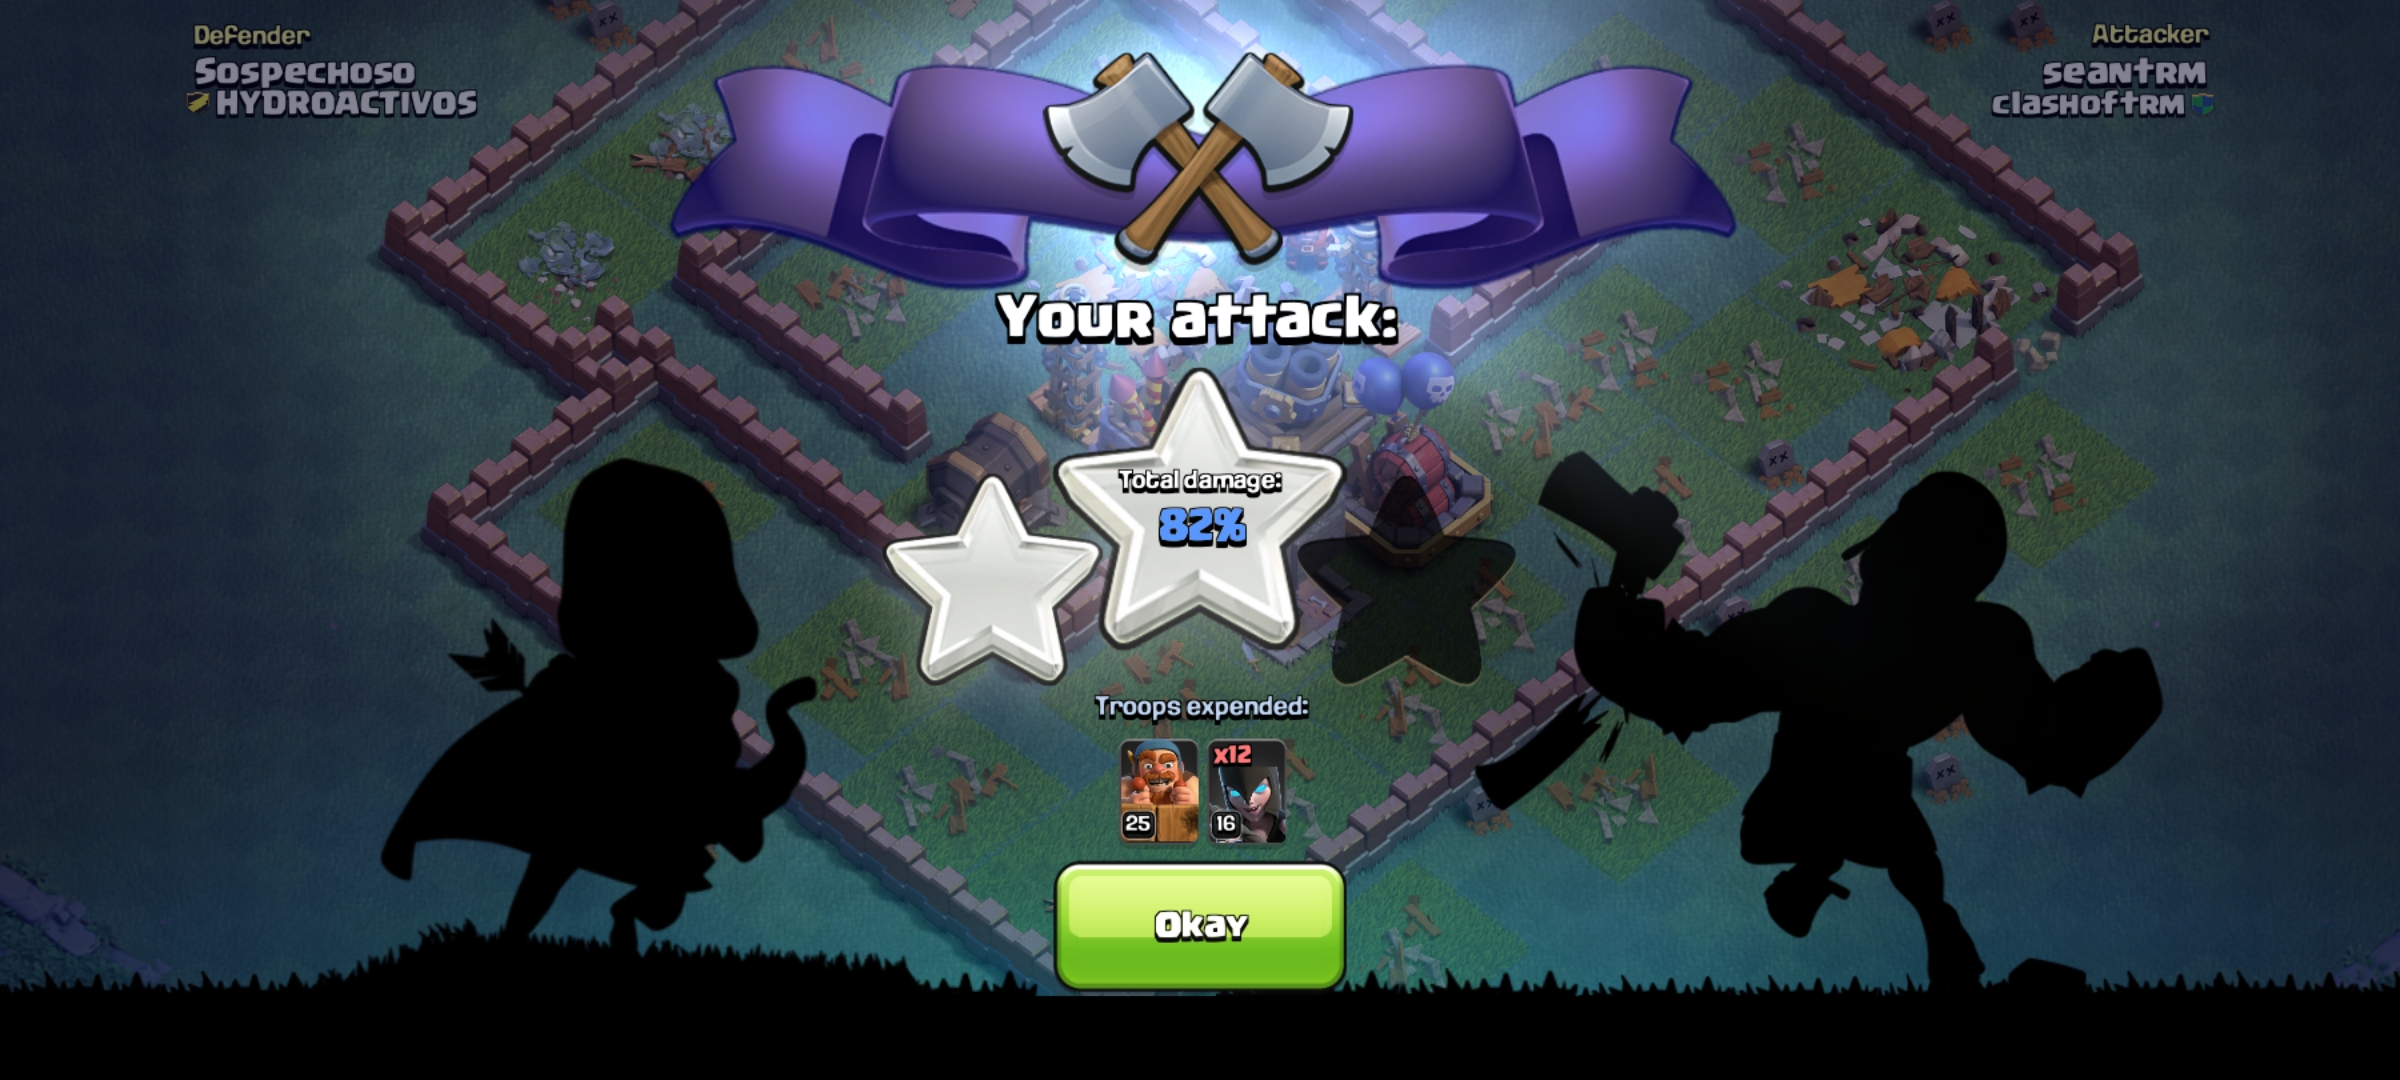 Defender
Sospechoso
HYDROACTIVOS
Attacker
seantRM
clashoftRM
Your attack:
Total damage:
82%
Troops expended:
x12
25
16
Okay